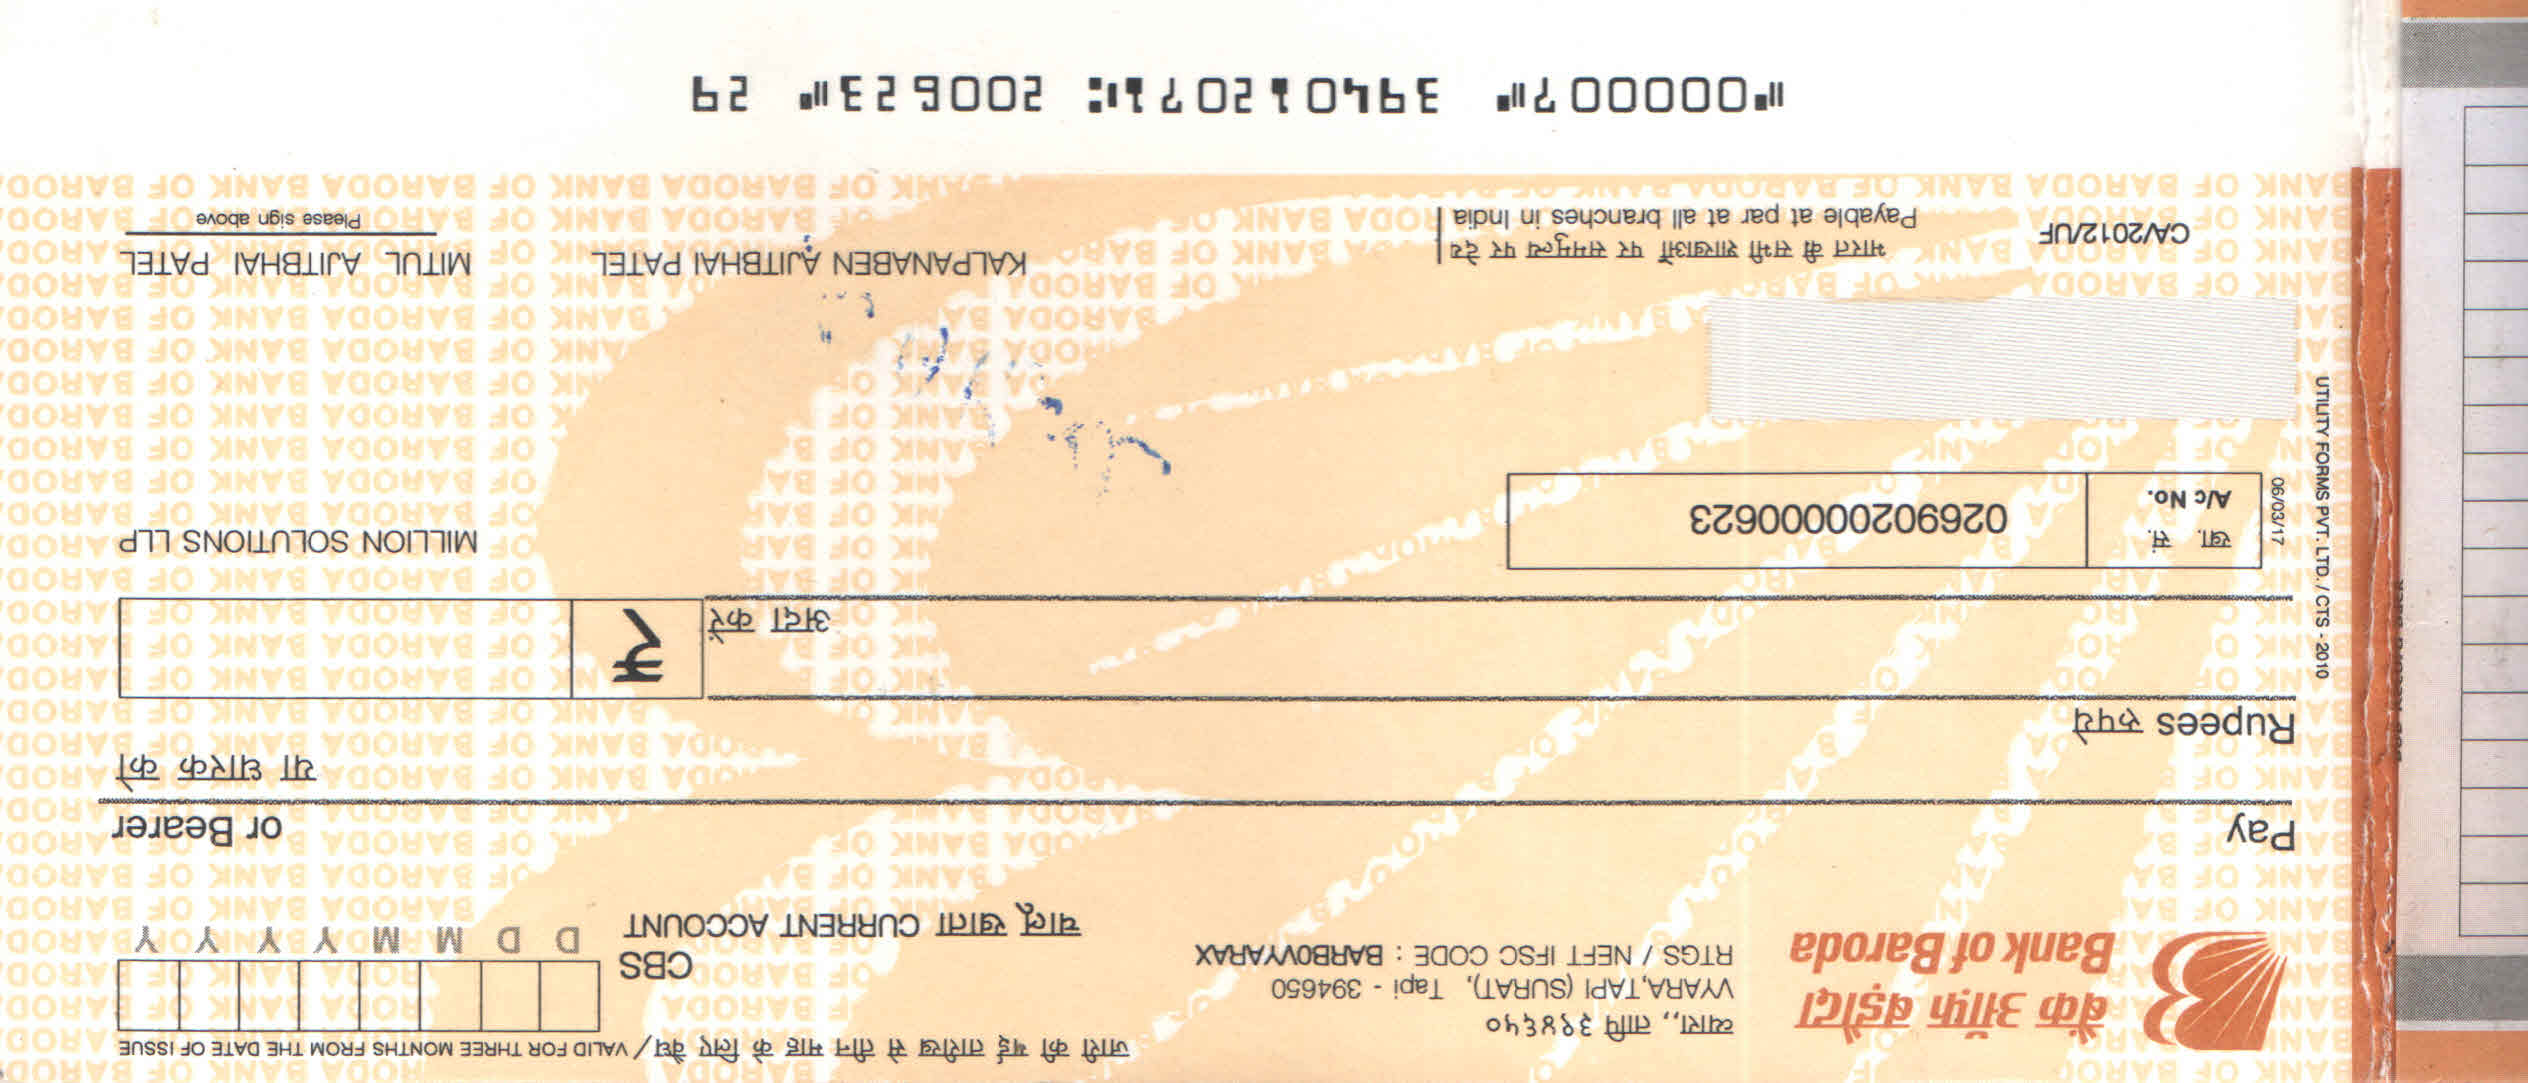 जारी की गई तारीख से तीन माह के लिए वैध / VALID FOR THREE MONTHS FROM THE DATE OF ISSUE
बैंक ऑफ़ बड़ौदा
Bank of Baroda
व्यारा,, तापि ३९४६५०
VYARA,TAPI (SURAT), Tapi - 394650
RTGS / NEFT IFSC CODE : BARB0VYARAX
CBS
चालू खाता CURRENT ACCOUNT
D D M M Y Y Y Y
Pay
or Bearer
या धारक को
Rupees रुपये
अदा करें
₹
UTILITY FORMS PVT. LTD. / CTS - 2010
06/03/17
खा. सं.
A/c No.
02690200000623
MILLION SOLUTIONS LLP
KALPANABEN AJITBHAI PATEL
MITUL AJITBHAI PATEL
Please sign above
CA/2012/UF
भारत की सभी शाखाओं पर सममुल्य पर देय
Payable at par at all branches in India
⑈000007⑈ 394012071⑆ 200623⑈ 29